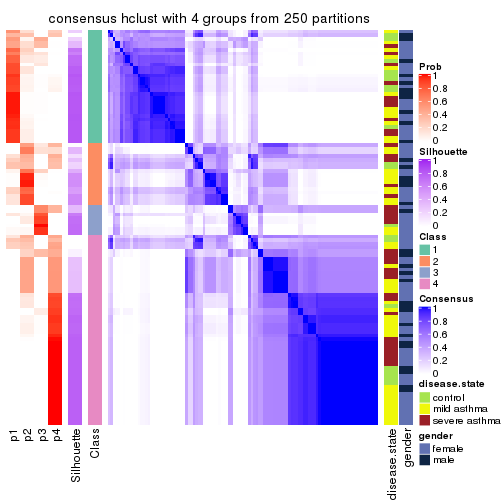 consensus hclust with 4 groups from 250 partitions
Prob
1
0.8
0.6
0.4
0.2
0
Silhouette
1
0.8
0.6
0.4
0.2
0
Class
1
2
3
4
Consensus
1
0.8
0.6
0.4
0.2
0
disease.state
control
mild asthma
severe asthma
gender
female
male
p1
p2
p3
p4
Silhouette
Class
disease.state
gender